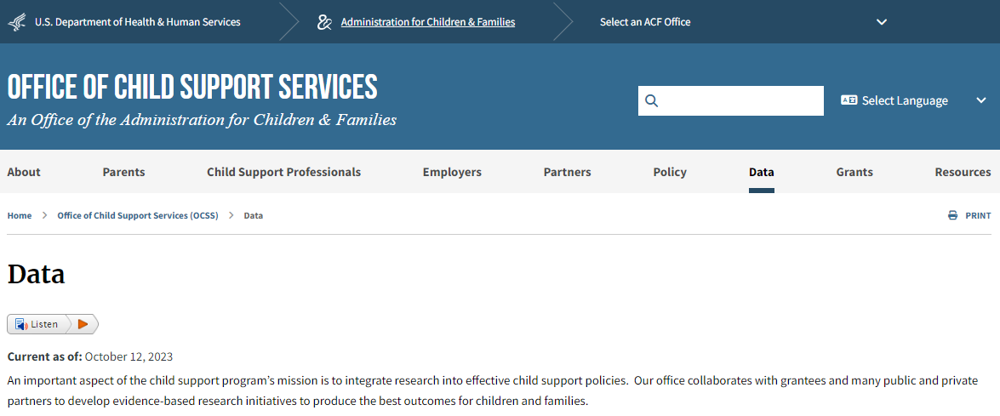 U.S. Department of Health & Human Services
Administration for Children & Families
Select an ACF Office
OFFICE OF CHILD SUPPORT SERVICES
An Office of the Administration for Children & Families
Select Language
About
Parents
Child Support Professionals
Employers
Partners
Policy
Data
Grants
Resources
Home
Office of Child Support Services (OCSS)
Data
PRINT
Data
Listen
Current as of: October 12, 2023
An important aspect of the child support program's mission is to integrate research into effective child support policies. Our office collaborates with grantees and many public and private
partners to develop evidence-based research initiatives to produce the best outcomes for children and families.